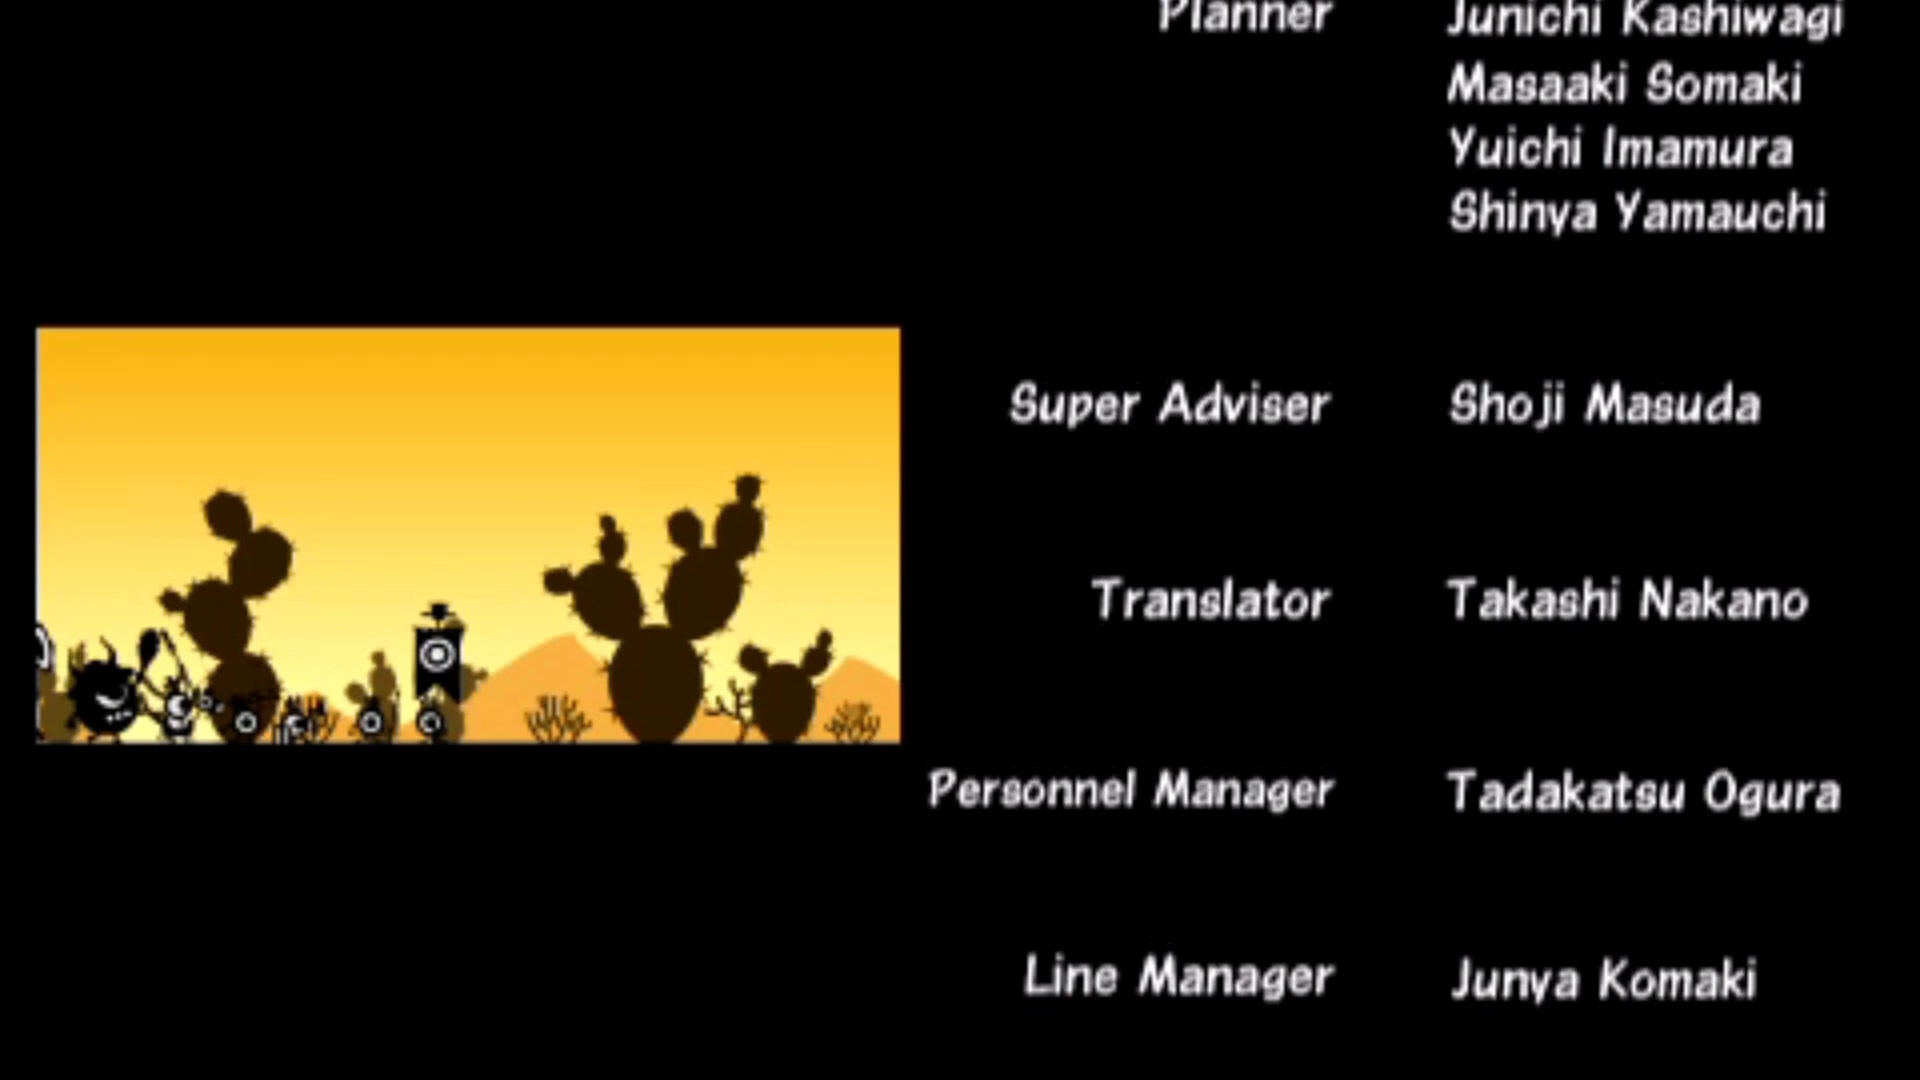 Planner Junichi Kashiwagi
Masaaki Somaki
Yuichi Imamura
Shinya Yamauchi
Super Adviser Shoji Masuda
Translator Takashi Nakano
Personnel Manager Tadakatsu Ogura
Line Manager Junya Komaki